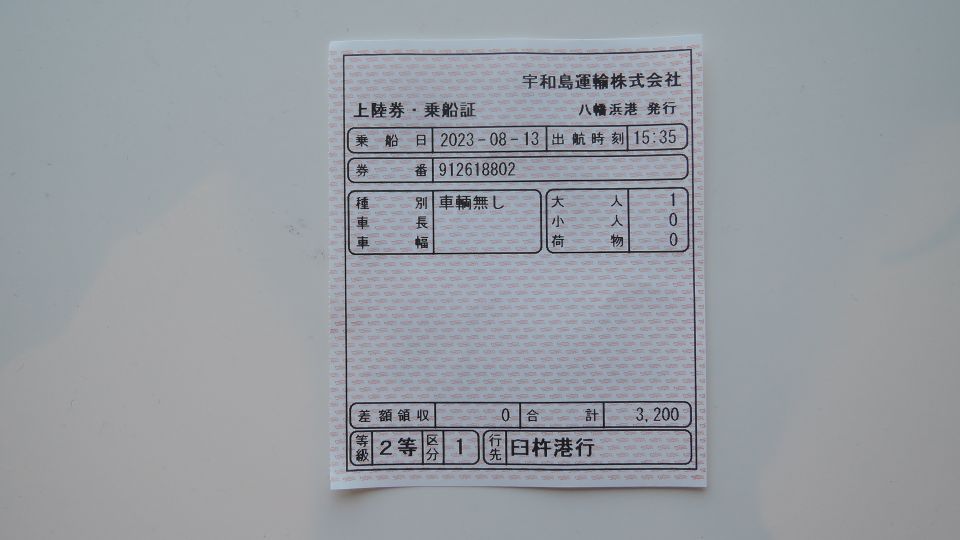 宇和島運輸株式会社
上陸券・乗船証 八幡浜港 発行
乗船日 2023-08-13 出航時刻 15:35
券番 912618802
種別 車輌無し 大人 1
車長 小人 0
車幅 荷物 0
差額領収 0 合計 3,200
等級 2等 区分 1 行先 臼杵港行